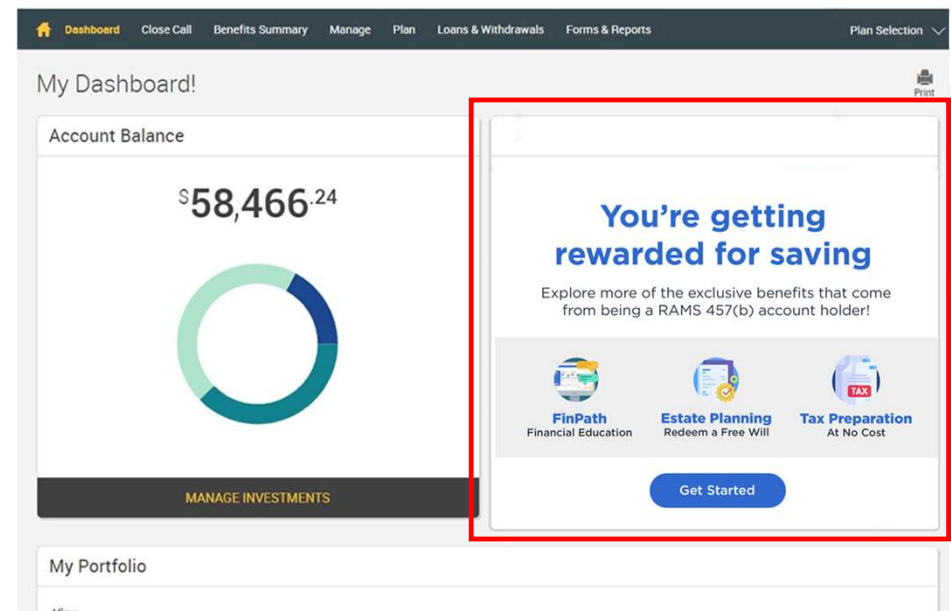 Dashboard Close Call Benefits Summary Manage Plan Loans & Withdrawals Forms & Reports Plan Selection
My Dashboard!
Print
Account Balance
$58,466.24
MANAGE INVESTMENTS
You’re getting
rewarded for saving
Explore more of the exclusive benefits that come
from being a RAMS 457(b) account holder!
FinPath
Financial Education
Estate Planning
Redeem a Free Will
TAX
Tax Preparation
At No Cost
Get Started
My Portfolio